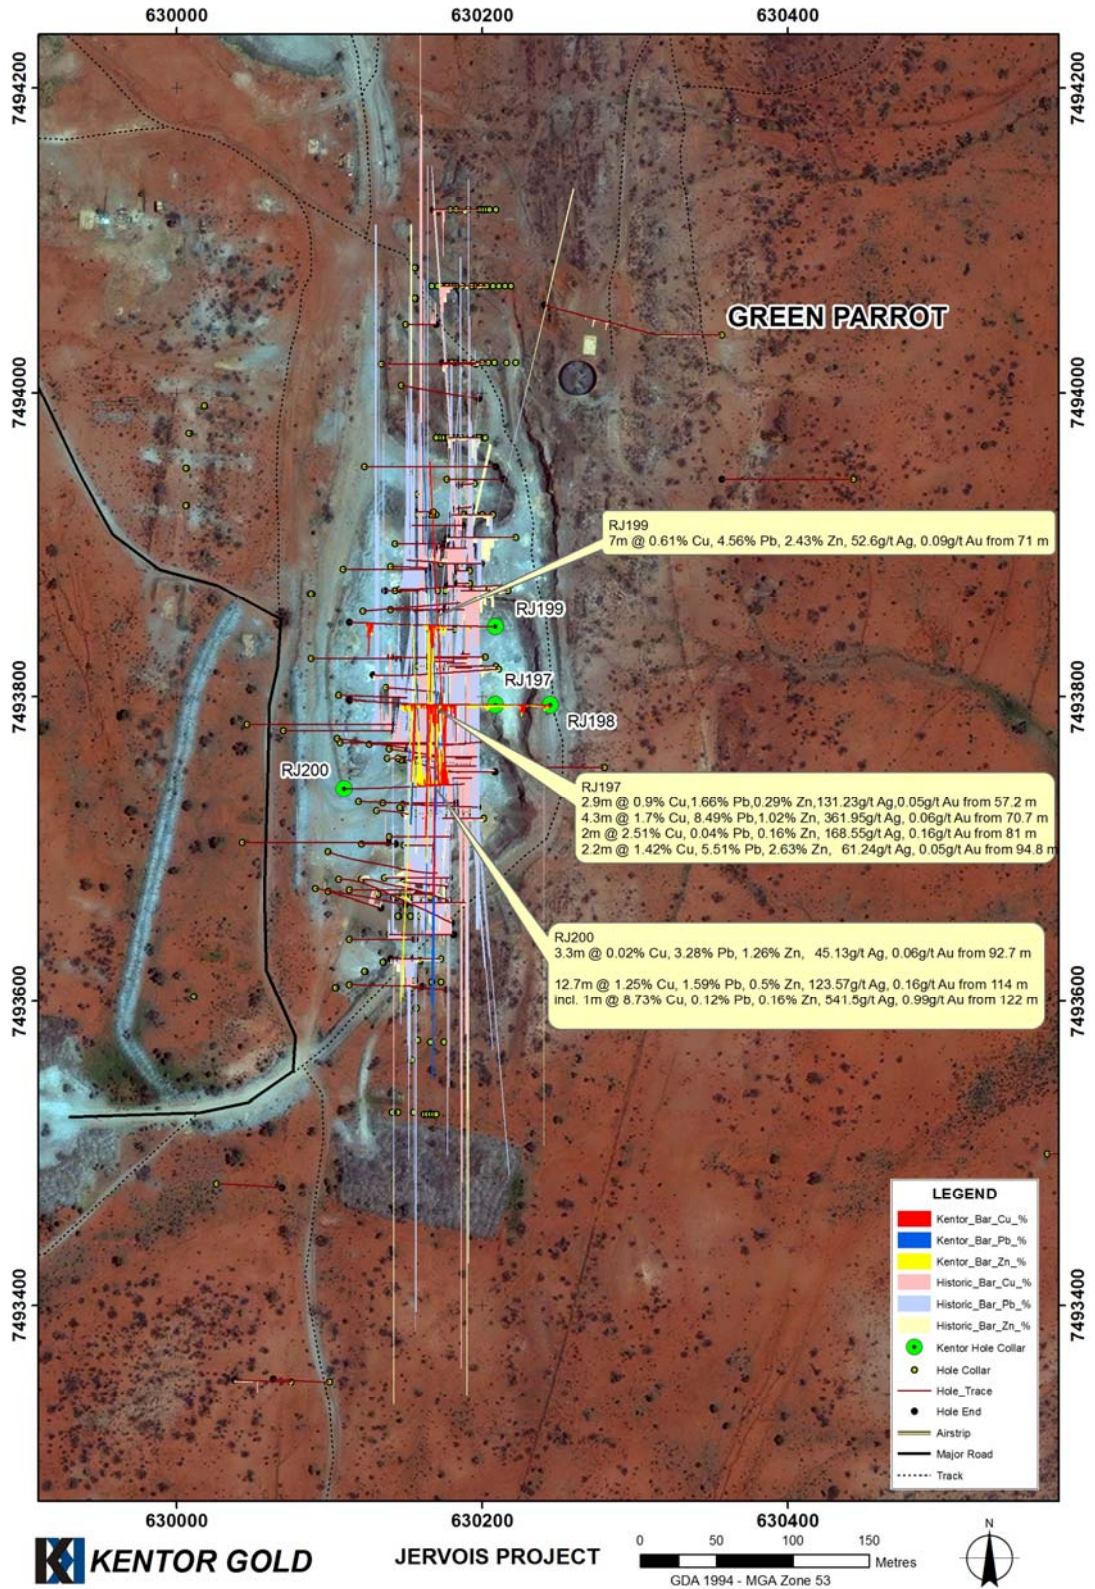 630000 630200 630400
7494200 7494200
GREEN PARROT
7494000 7494000
RJ199
7m @ 0.61% Cu, 4.56% Pb, 2.43% Zn, 52.6g/t Ag, 0.09g/t Au from 71 m
RJ199
RJ197
7493800 7493800
RJ198
RJ200
RJ197
2.9m @ 0.9% Cu,1.66% Pb,0.29% Zn,131.23g/t Ag,0.05g/t Au from 57.2 m
4.3m @ 1.7% Cu, 8.49% Pb,1.02% Zn, 361.95g/t Ag, 0.06g/t Au from 70.7 m
2m @ 2.51% Cu, 0.04% Pb, 0.16% Zn, 168.55g/t Ag, 0.16g/t Au from 81 m
2.2m @ 1.42% Cu, 5.51% Pb, 2.63% Zn, 61.24g/t Ag, 0.05g/t Au from 94.8 m
RJ200
3.3m @ 0.02% Cu, 3.28% Pb, 1.26% Zn, 45.13g/t Ag, 0.06g/t Au from 92.7 m
12.7m @ 1.25% Cu, 1.59% Pb, 0.5% Zn, 123.57g/t Ag, 0.16g/t Au from 114 m
incl. 1m @ 8.73% Cu, 0.12% Pb, 0.16% Zn, 541.5g/t Ag, 0.99g/t Au from 122 m
7493600 7493600
LEGEND
Kentor_Bar_Cu_%
Kentor_Bar_Pb_%
Kentor_Bar_Zn_%
Historic_Bar_Cu_%
Historic_Bar_Pb_%
Historic_Bar_Zn_%
Kentor Hole Collar
Hole Collar
Hole_Trace
Hole End
Airstrip
Major Road
Track
7493400 7493400
630000 630200 630400
KENTOR GOLD
JERVOIS PROJECT
0 50 100 150
Metres
GDA 1994 - MGA Zone 53
N